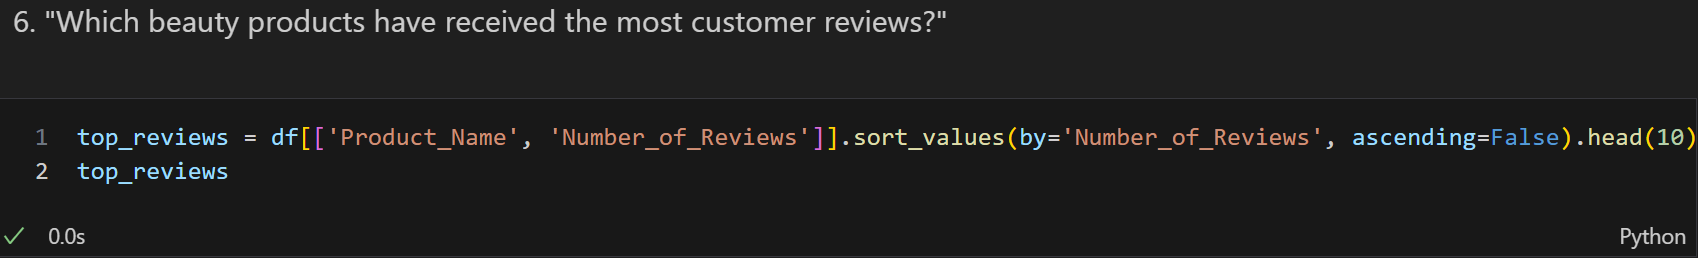 6. "Which beauty products have received the most customer reviews?"
1 top_reviews = df[['Product_Name', 'Number_of_Reviews']].sort_values(by='Number_of_Reviews', ascending=False).head(10)
2 top_reviews
✓ 0.0s
Python